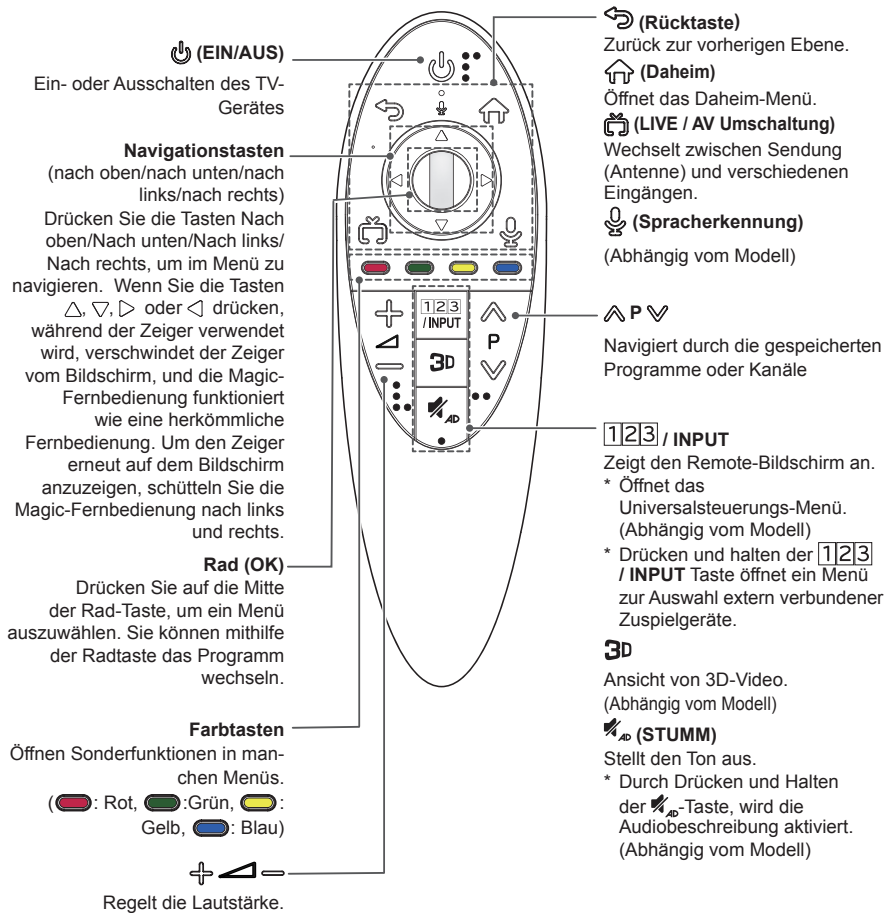 (EIN/AUS)
Ein- oder Ausschalten des TV-
Gerätes
Navigationstasten
(nach oben/nach unten/nach
links/nach rechts)
Drücken Sie die Tasten Nach
oben/Nach unten/Nach links/
Nach rechts, um im Menü zu
navigieren. Wenn Sie die Tasten
△, ▽, ▷ oder ◁ drücken,
während der Zeiger verwendet
wird, verschwindet der Zeiger
vom Bildschirm, und die Magic-
Fernbedienung funktioniert
wie eine herkömmliche
Fernbedienung. Um den Zeiger
erneut auf dem Bildschirm
anzuzeigen, schütteln Sie die
Magic-Fernbedienung nach links
und rechts.
Rad (OK)
Drücken Sie auf die Mitte
der Rad-Taste, um ein Menü
auszuwählen. Sie können mithilfe
der Radtaste das Programm
wechseln.
Farbtasten
Öffnen Sonderfunktionen in man-
chen Menüs.
( : Rot, :Grün, :
Gelb, : Blau)
Regelt die Lautstärke.
123
/INPUT
P
3D
AD
(Rücktaste)
Zurück zur vorherigen Ebene.
(Daheim)
Öffnet das Daheim-Menü.
(LIVE / AV Umschaltung)
Wechselt zwischen Sendung
(Antenne) und verschiedenen
Eingängen.
(Spracherkennung)
(Abhängig vom Modell)
P
Navigiert durch die gespeicherten
Programme oder Kanäle
123 / INPUT
Zeigt den Remote-Bildschirm an.
* Öffnet das
Universalsteuerungs-Menü.
(Abhängig vom Modell)
* Drücken und halten der 123
/ INPUT Taste öffnet ein Menü
zur Auswahl extern verbundener
Zuspielgeräte.
3D
Ansicht von 3D-Video.
(Abhängig vom Modell)
AD (STUMM)
Stellt den Ton aus.
* Durch Drücken und Halten
der AD-Taste, wird die
Audiobeschreibung aktiviert.
(Abhängig vom Modell)